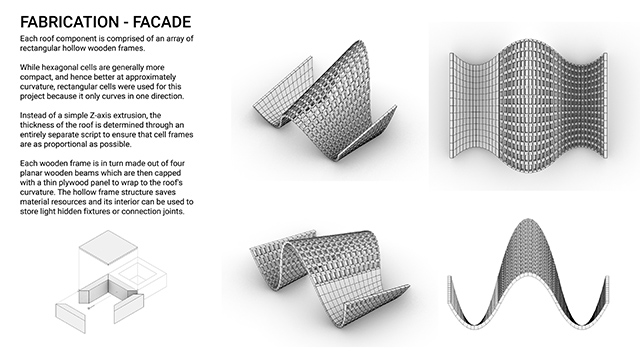 FABRICATION - FACADE
Each roof component is comprised of an array of
rectangular hollow wooden frames.
While hexagonal cells are generally more
compact, and hence better at approximately
curvature, rectangular cells were used for this
project because it only curves in one direction.
Instead of a simple Z-axis extrusion, the
thickness of the roof is determined through an
entirely separate script to ensure that cell frames
are as proportional as possible.
Each wooden frame is in turn made out of four
planar wooden beams which are then capped
with a thin plywood panel to wrap to the roof's
curvature. The hollow frame structure saves
material resources and its interior can be used to
store light hidden fixtures or connection joints.